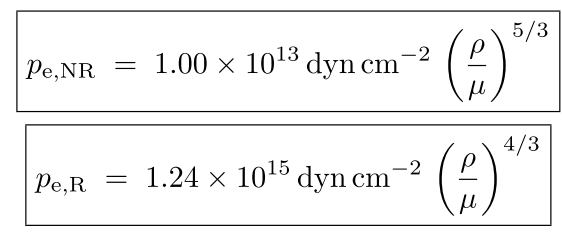 p_{e,NR} = 1.00 × 10^{13} dyn cm^{−2} (ρ/μ)^{5/3}
p_{e,R} = 1.24 × 10^{15} dyn cm^{−2} (ρ/μ)^{4/3}